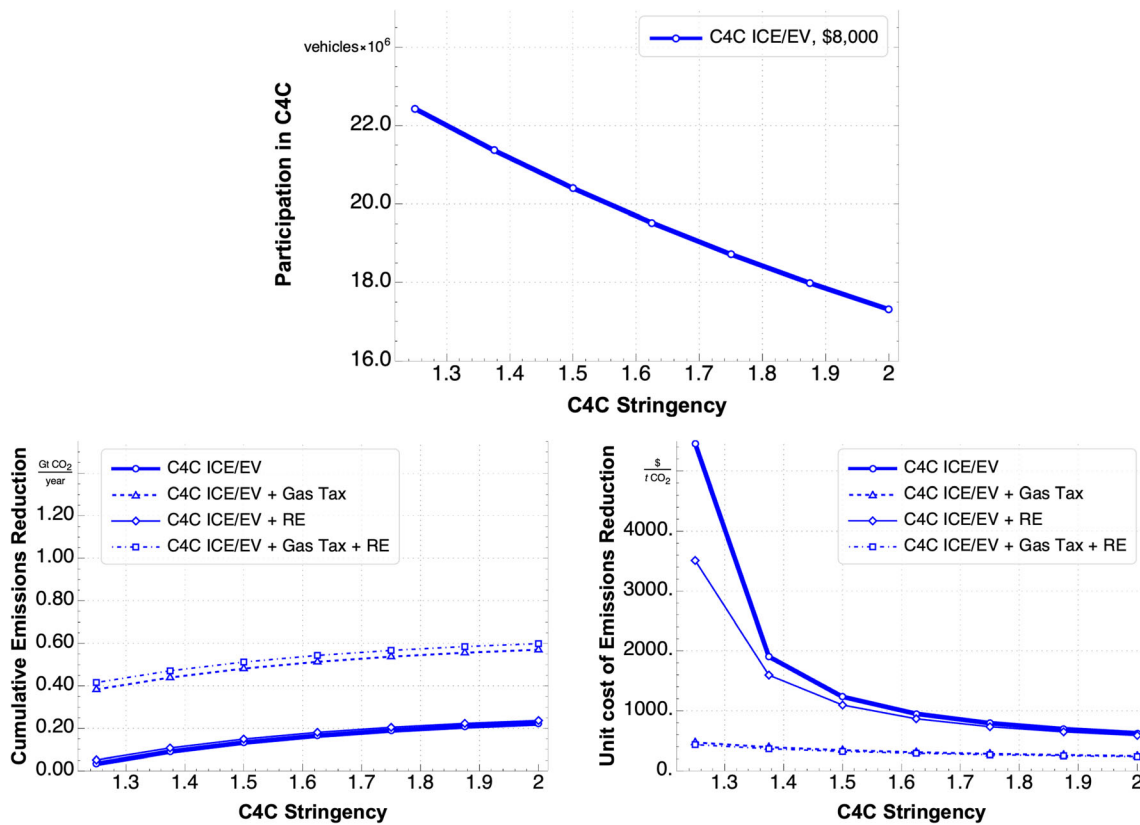 vehicles×10⁶
C4C ICE/EV, $8,000
Participation in C4C
22.0
20.0
18.0
16.0
1.3 1.4 1.5 1.6 1.7 1.8 1.9 2
C4C Stringency
Cumulative Emissions Reduction
Gt CO₂
year
C4C ICE/EV
C4C ICE/EV + Gas Tax
C4C ICE/EV + RE
C4C ICE/EV + Gas Tax + RE
1.20
1.00
0.80
0.60
0.40
0.20
0.00
1.3 1.4 1.5 1.6 1.7 1.8 1.9 2
C4C Stringency
Unit cost of Emissions Reduction
$
t CO₂
C4C ICE/EV
C4C ICE/EV + Gas Tax
C4C ICE/EV + RE
C4C ICE/EV + Gas Tax + RE
4000.
3000.
2000.
1000.
0.
1.3 1.4 1.5 1.6 1.7 1.8 1.9 2
C4C Stringency